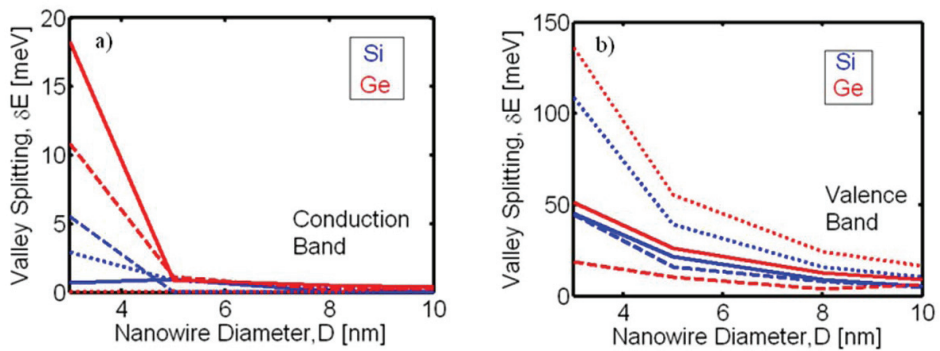 a)
20
15
10
5
0
Valley Splitting, δE [meV]
Si
Ge
Conduction
Band
4 6 8 10
Nanowire Diameter,D [nm]
b)
150
100
50
0
Valley Splitting, δE [meV]
Si
Ge
Valence
Band
4 6 8 10
Nanowire Diameter,D [nm]